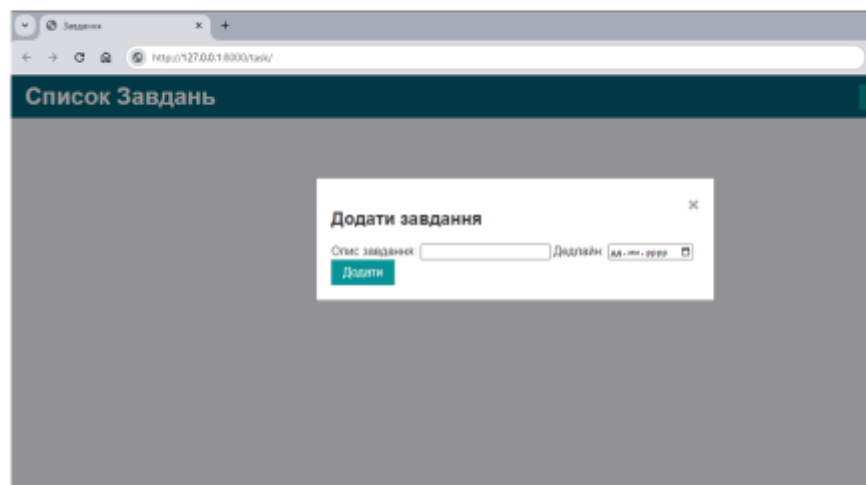 Завдання
http://127.0.0.1:8000/task/
Список Завдань
Додати завдання
Опис завдання: Дедлайн: дд.мм.рррр
Додати